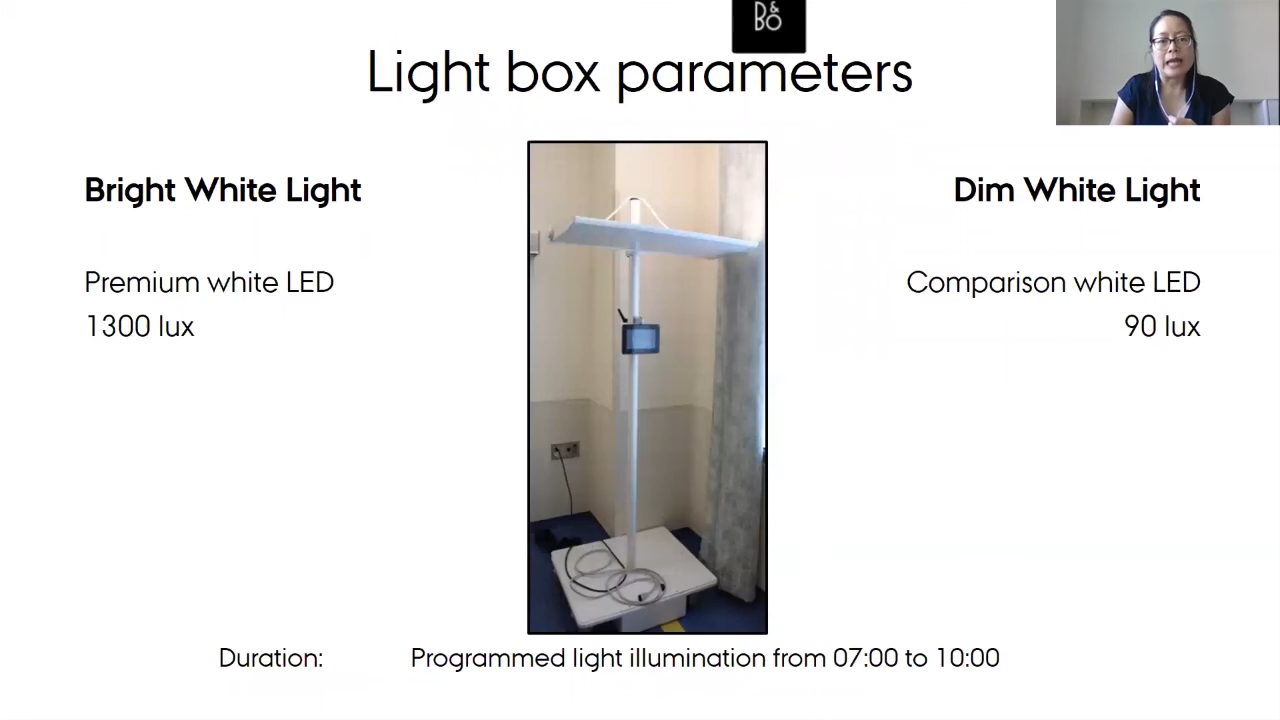 B&O
Light box parameters
Bright White Light
Premium white LED
1300 lux
Dim White Light
Comparison white LED
90 lux
Duration: Programmed light illumination from 07:00 to 10:00